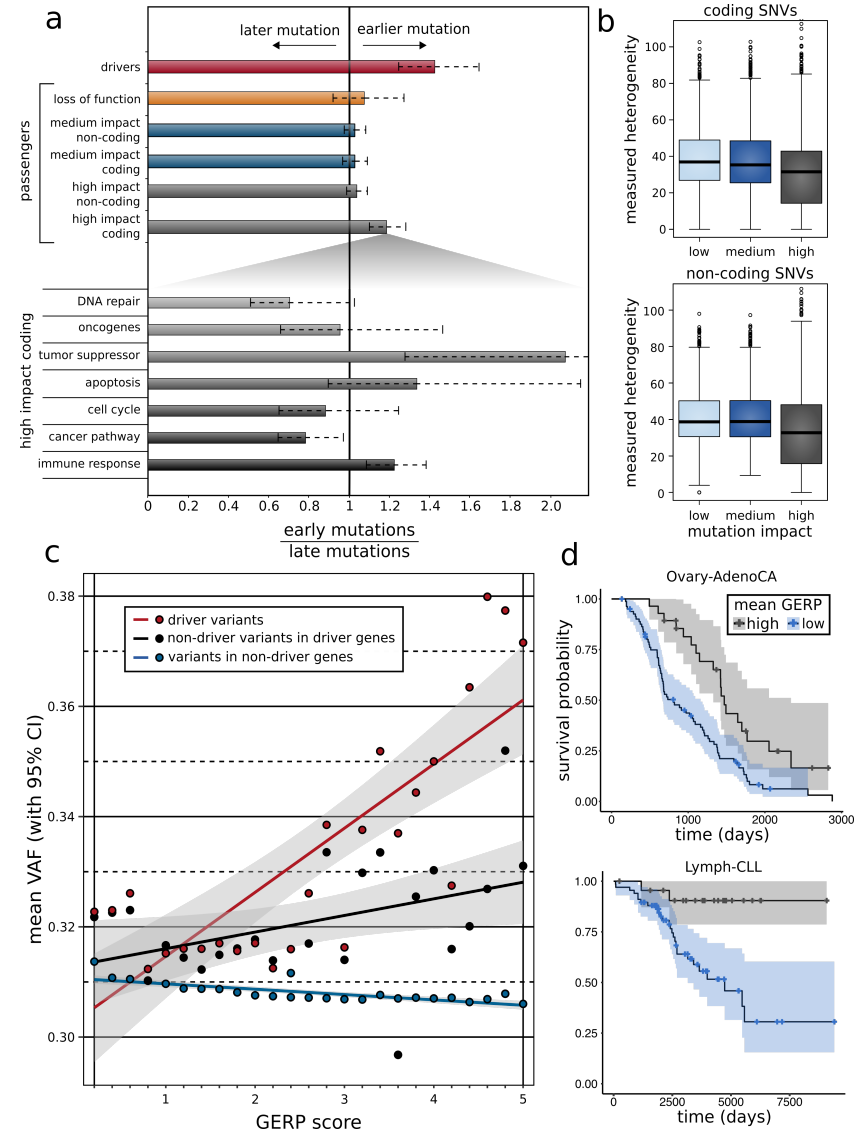 a
later mutation
earlier mutation
drivers
passengers
loss of function
medium impact
non-coding
medium impact
coding
high impact
non-coding
high impact
coding
high impact coding
DNA repair
oncogenes
tumor suppressor
apoptosis
cell cycle
cancer pathway
immune response
0 0.2 0.4 0.6 0.8 1 1.2 1.4 1.6 1.8 2.0
early mutations
late mutations
b
coding SNVs
measured heterogeneity
100
80
60
40
20
0
low medium high
non-coding SNVs
measured heterogeneity
100
80
60
40
20
0
low medium high
mutation impact
c
mean VAF (with 95% CI)
0.38
0.36
0.34
0.32
0.30
driver variants
non-driver variants in driver genes
variants in non-driver genes
1 2 3 4 5
GERP score
d
Ovary-AdenoCA
survival probability
1.00
0.75
0.50
0.25
0.00
mean GERP
high low
0 1000 2000 3000
time (days)
Lymph-CLL
1.00
0.75
0.50
0.25
0.00
0 2500 5000 7500
time (days)